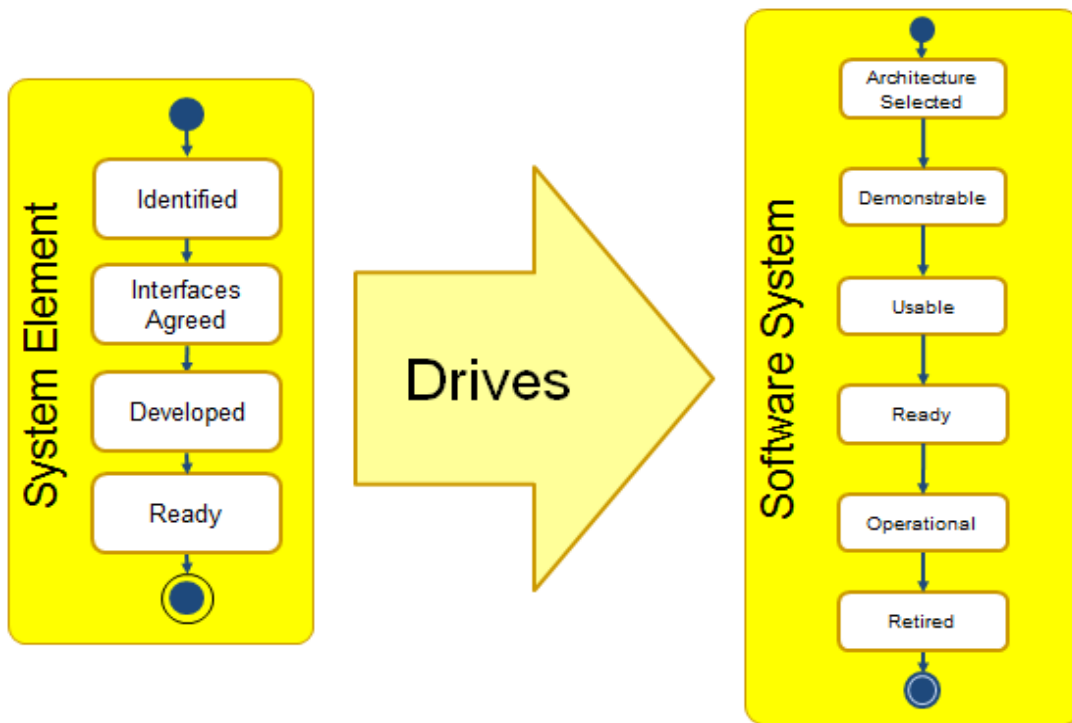 System Element
Identified
Interfaces
Agreed
Developed
Ready
Drives
Software System
Architecture
Selected
Demonstrable
Usable
Ready
Operational
Retired